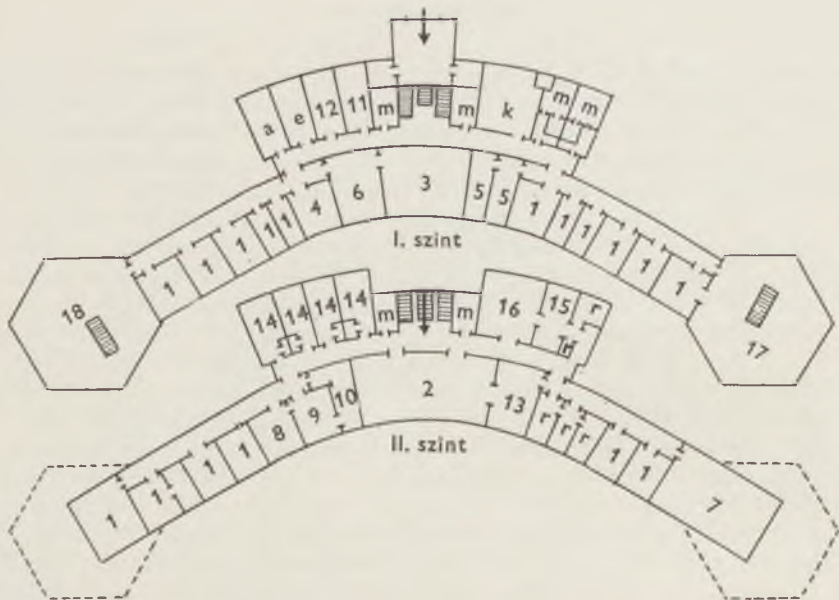 a e 12 11 m m k m m
1 1 1 1 1 4 6 3 5 5 1 1 1 1 1 1
I. szint
18
17
14 14 14 14 m m 16 15 r
r
1 1 1 1 8 9 10 2 13 r r r 1 1 7
II. szint